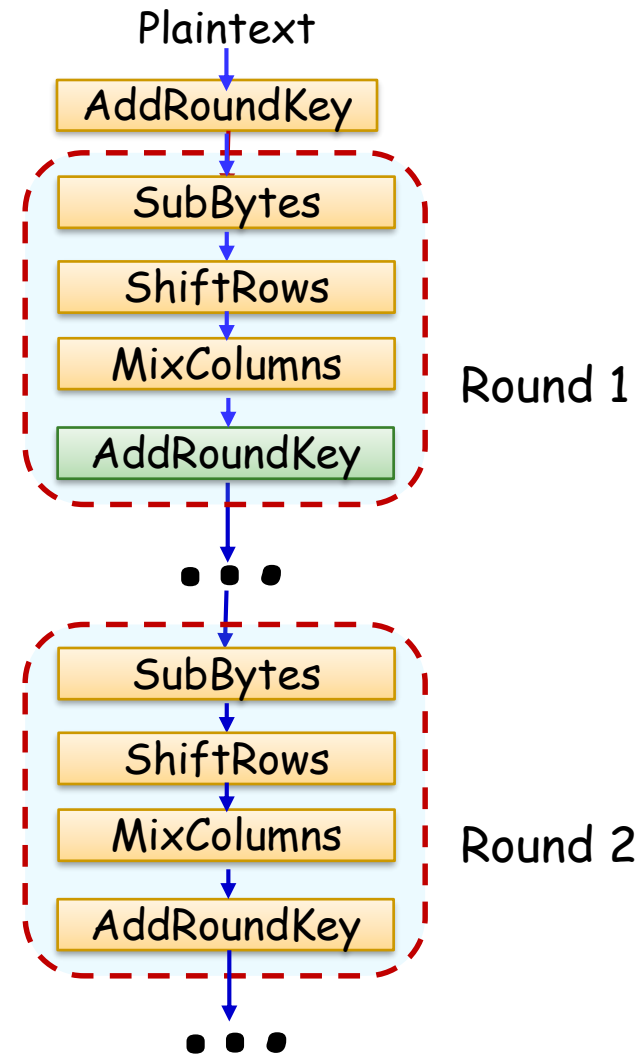 Plaintext
AddRoundKey
SubBytes
ShiftRows
MixColumns
Round 1
AddRoundKey
...
SubBytes
ShiftRows
MixColumns
Round 2
AddRoundKey
...